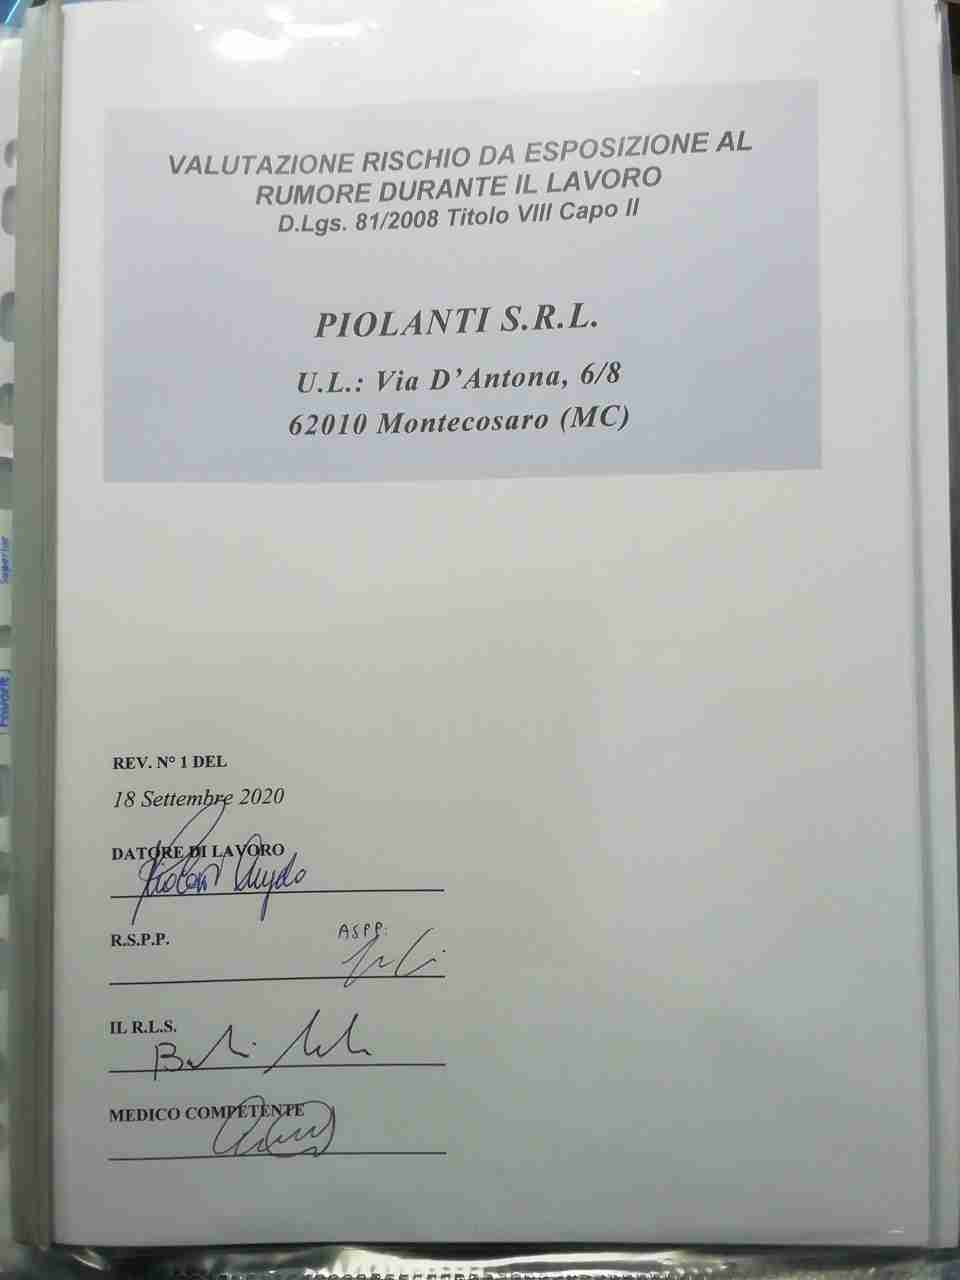 VALUTAZIONE RISCHIO DA ESPOSIZIONE AL
RUMORE DURANTE IL LAVORO
D.Lgs. 81/2008 Titolo VIII Capo II
PIOLANTI S.R.L.
U.L.: Via D'Antona, 6/8
62010 Montecosaro (MC)
REV. N° 1 DEL
18 Settembre 2020
DATORE DI LAVORO
R.S.P.P.
ASPP:
IL R.L.S.
MEDICO COMPETENTE